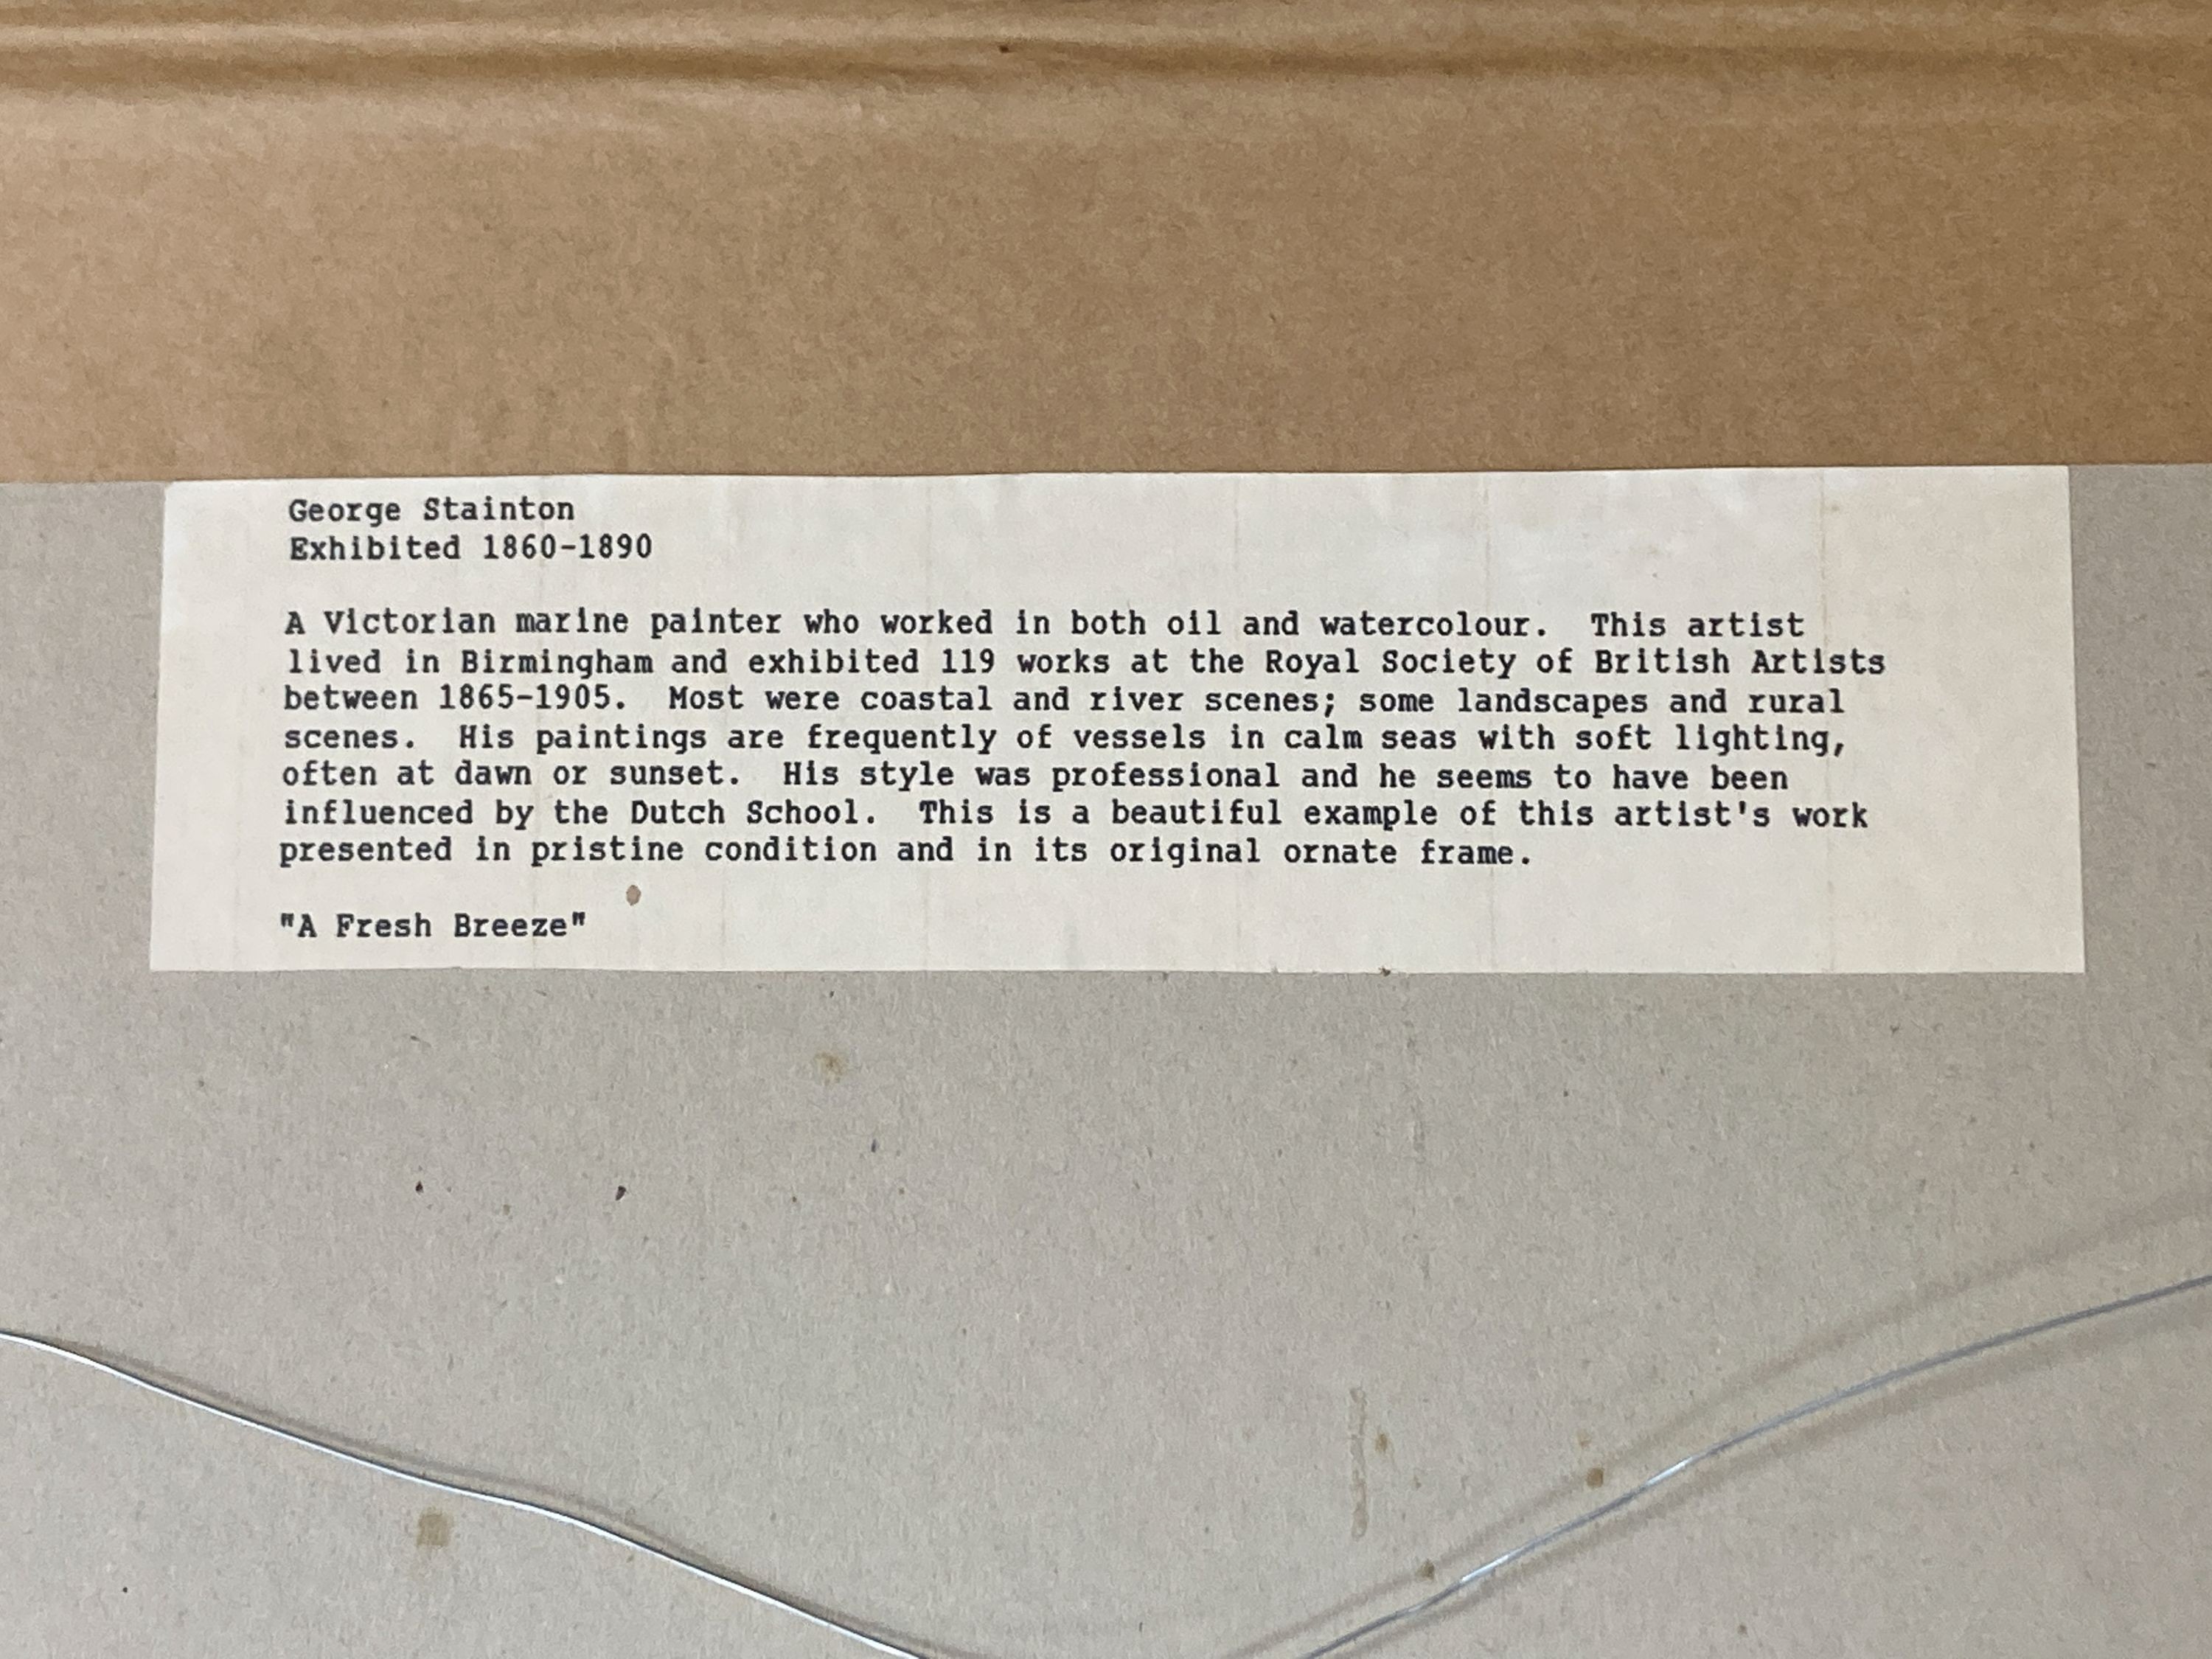 George Stainton
Exhibited 1860-1890
A Victorian marine painter who worked in both oil and watercolour. This artist
lived in Birmingham and exhibited 119 works at the Royal Society of British Artists
between 1865-1905. Most were coastal and river scenes; some landscapes and rural
scenes. His paintings are frequently of vessels in calm seas with soft lighting,
often at dawn or sunset. His style was professional and he seems to have been
influenced by the Dutch School. This is a beautiful example of this artist's work
presented in pristine condition and in its original ornate frame.
"A Fresh Breeze"